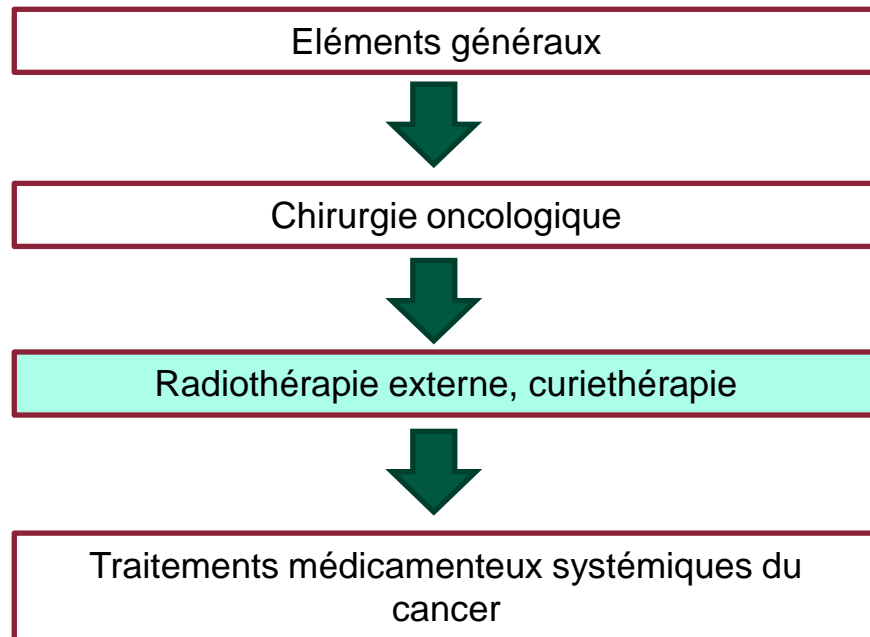 Eléments généraux
Chirurgie oncologique
Radiothérapie externe, curiethérapie
Traitements médicamenteux systémiques du
cancer